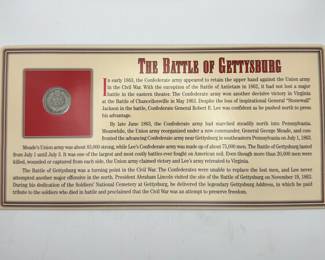 THE BATTLE OF GETTYSBURG
In early 1863, the Confederate army appeared to retain the upper hand against the Union army
in the Civil War. With the exception of the Battle of Antietam in 1862, it had not lost a major
battle in the eastern theater. The Confederate army won another decisive victory in Virginia
at the Battle of Chancellorsville in May 1863. Despite the loss of inspirational General "Stonewall"
Jackson in the battle, Confederate General Robert E. Lee was confident as he pushed north to press
his advantage.
By late June 1863, the Confederate army had marched steadily north into Pennsylvania.
Meanwhile, the Union army reorganized under a new commander, General George Meade, and con-
fronted the advancing Confederate army near Gettysburg in southeastern Pennsylvania on July 1, 1863.
Meade's Union army was about 85,000 strong, while Lee's Confederate army was made up of about 75,000 men. The Battle of Gettysburg lasted
from July 1 until July 3. It was one of the largest and most costly battles ever fought on American soil. Even though more than 20,000 men were
killed, wounded or captured from each side, the Union army claimed victory and Lee's army retreated to Virginia.
The Battle of Gettysburg was a turning point in the Civil War. The Confederates were unable to replace the lost men, and Lee never
attempted another major offensive in the north. President Abraham Lincoln visited the site of the Battle of Gettysburg on November 19, 1863.
During his dedication of the Soldiers' National Cemetery at Gettysburg, he delivered the legendary Gettysburg Address, in which he paid
tribute to the soldiers who died in battle and proclaimed that the Civil War was an attempt to preserve freedom.